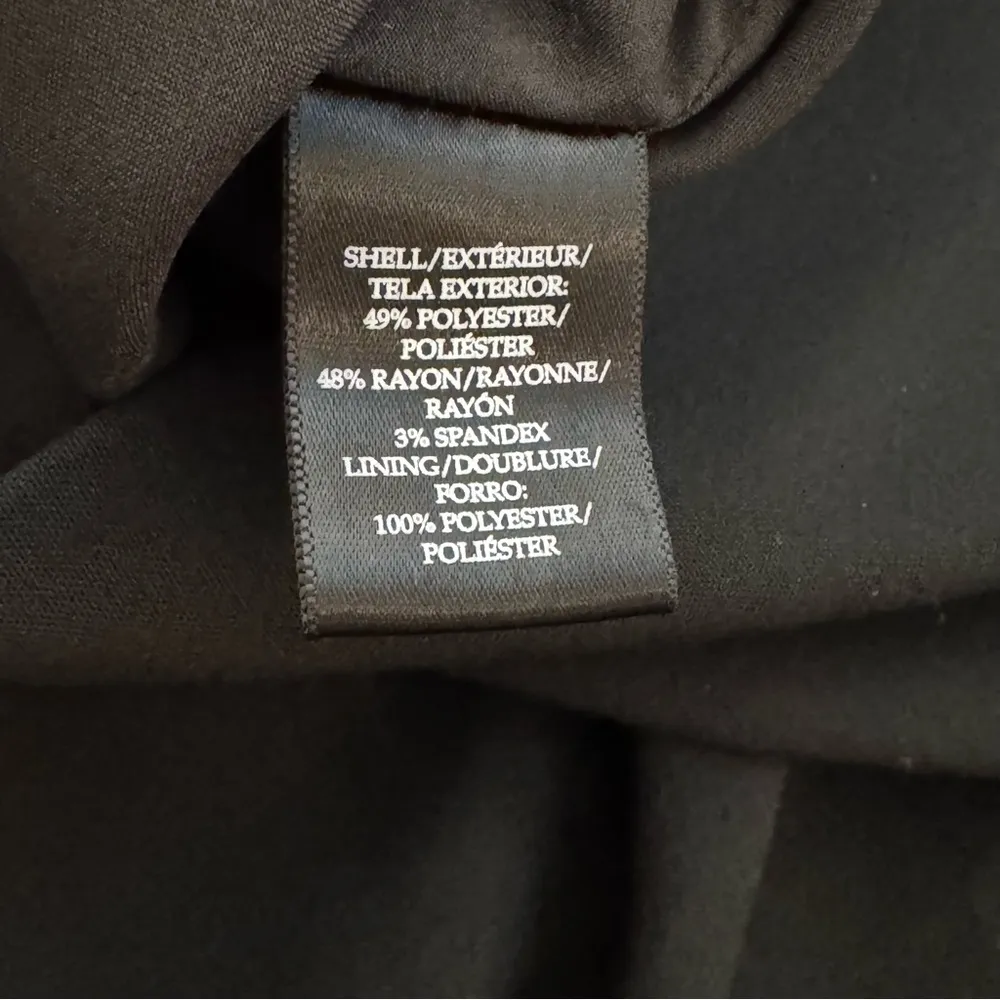 SHELL/EXTÉRIEUR/
TELA EXTERIOR:
49% POLYESTER/
POLIÉSTER
48% RAYON/RAYONNE/
RAYÓN
3% SPANDEX
LINING/DOUBLURE/
FORRO:
100% POLYESTER/
POLIÉSTER